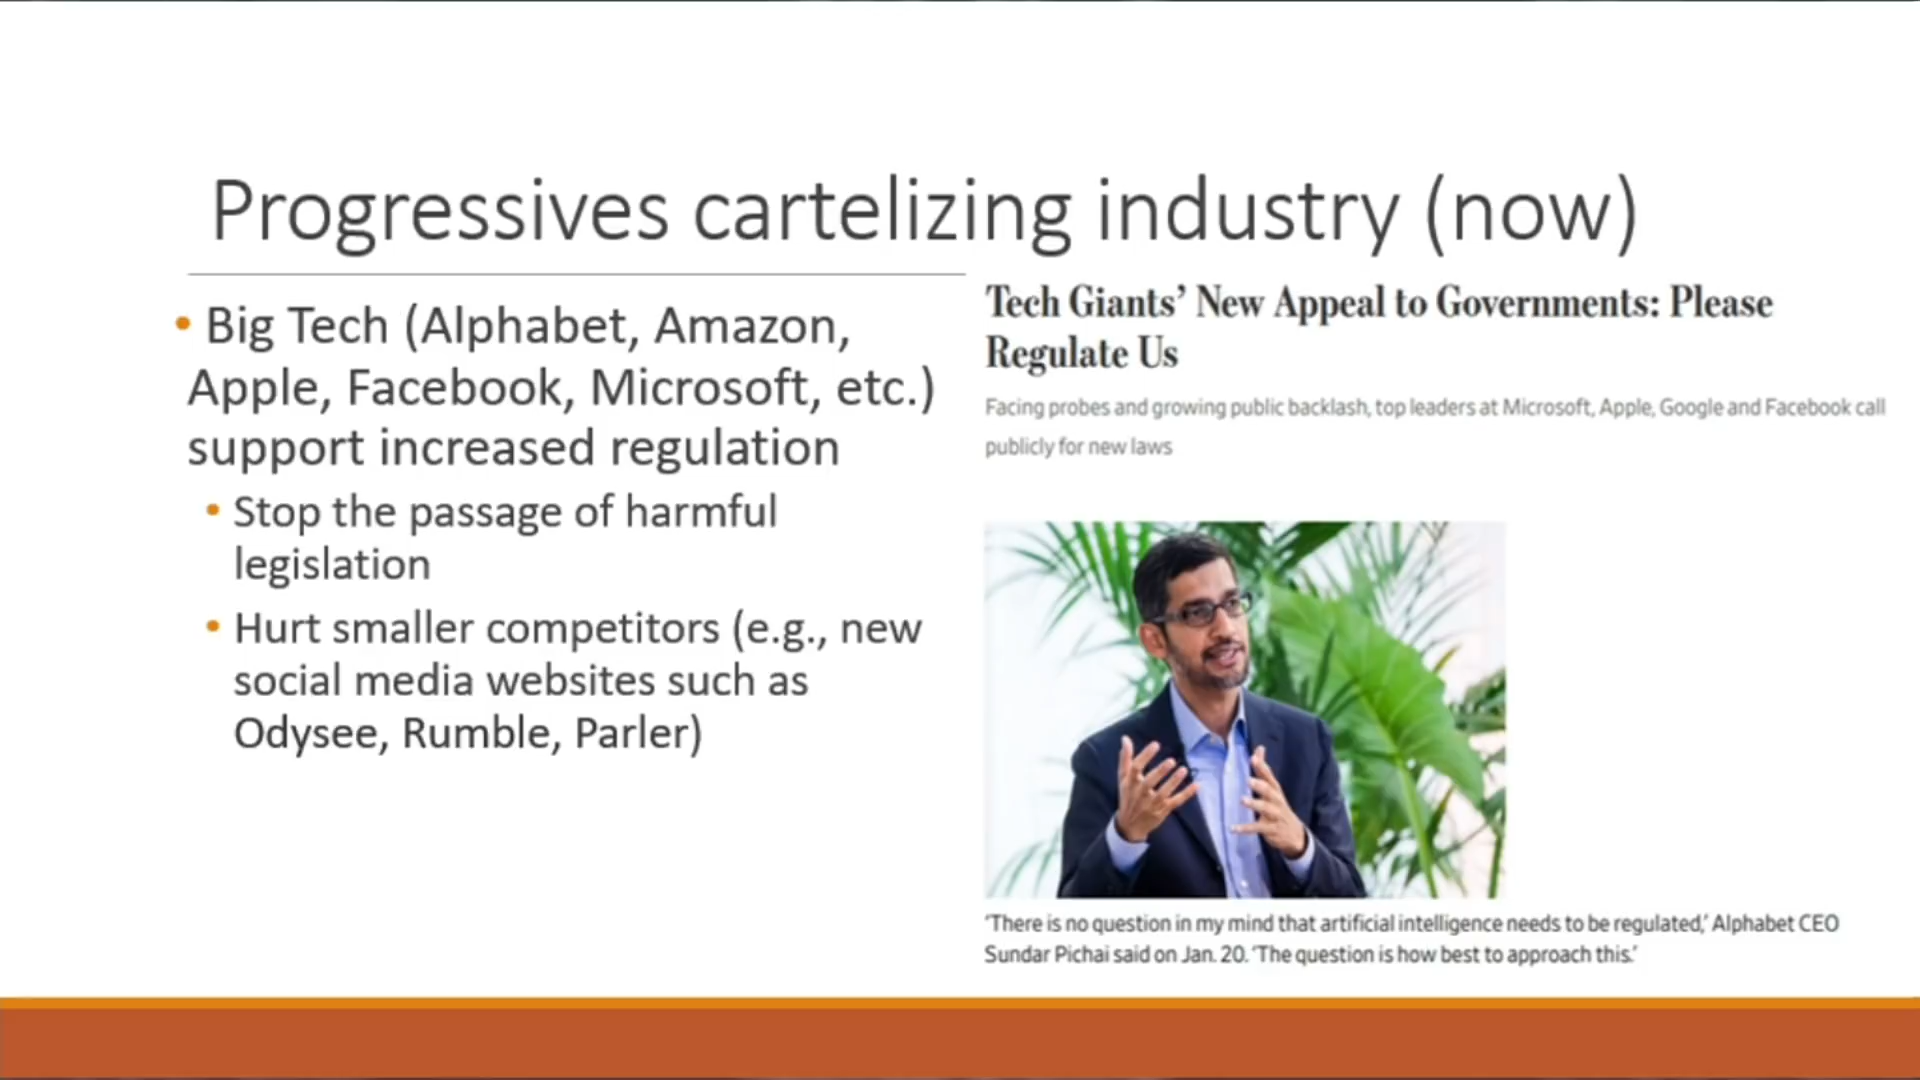 Progressives cartelizing industry (now)
• Big Tech (Alphabet, Amazon,
Apple, Facebook, Microsoft, etc.)
support increased regulation
• Stop the passage of harmful
legislation
• Hurt smaller competitors (e.g., new
social media websites such as
Odysee, Rumble, Parler)
Tech Giants’ New Appeal to Governments: Please
Regulate Us
Facing probes and growing public backlash, top leaders at Microsoft, Apple, Google and Facebook call
publicly for new laws
‘There is no question in my mind that artificial intelligence needs to be regulated,’ Alphabet CEO
Sundar Pichai said on Jan. 20. ‘The question is how best to approach this.’